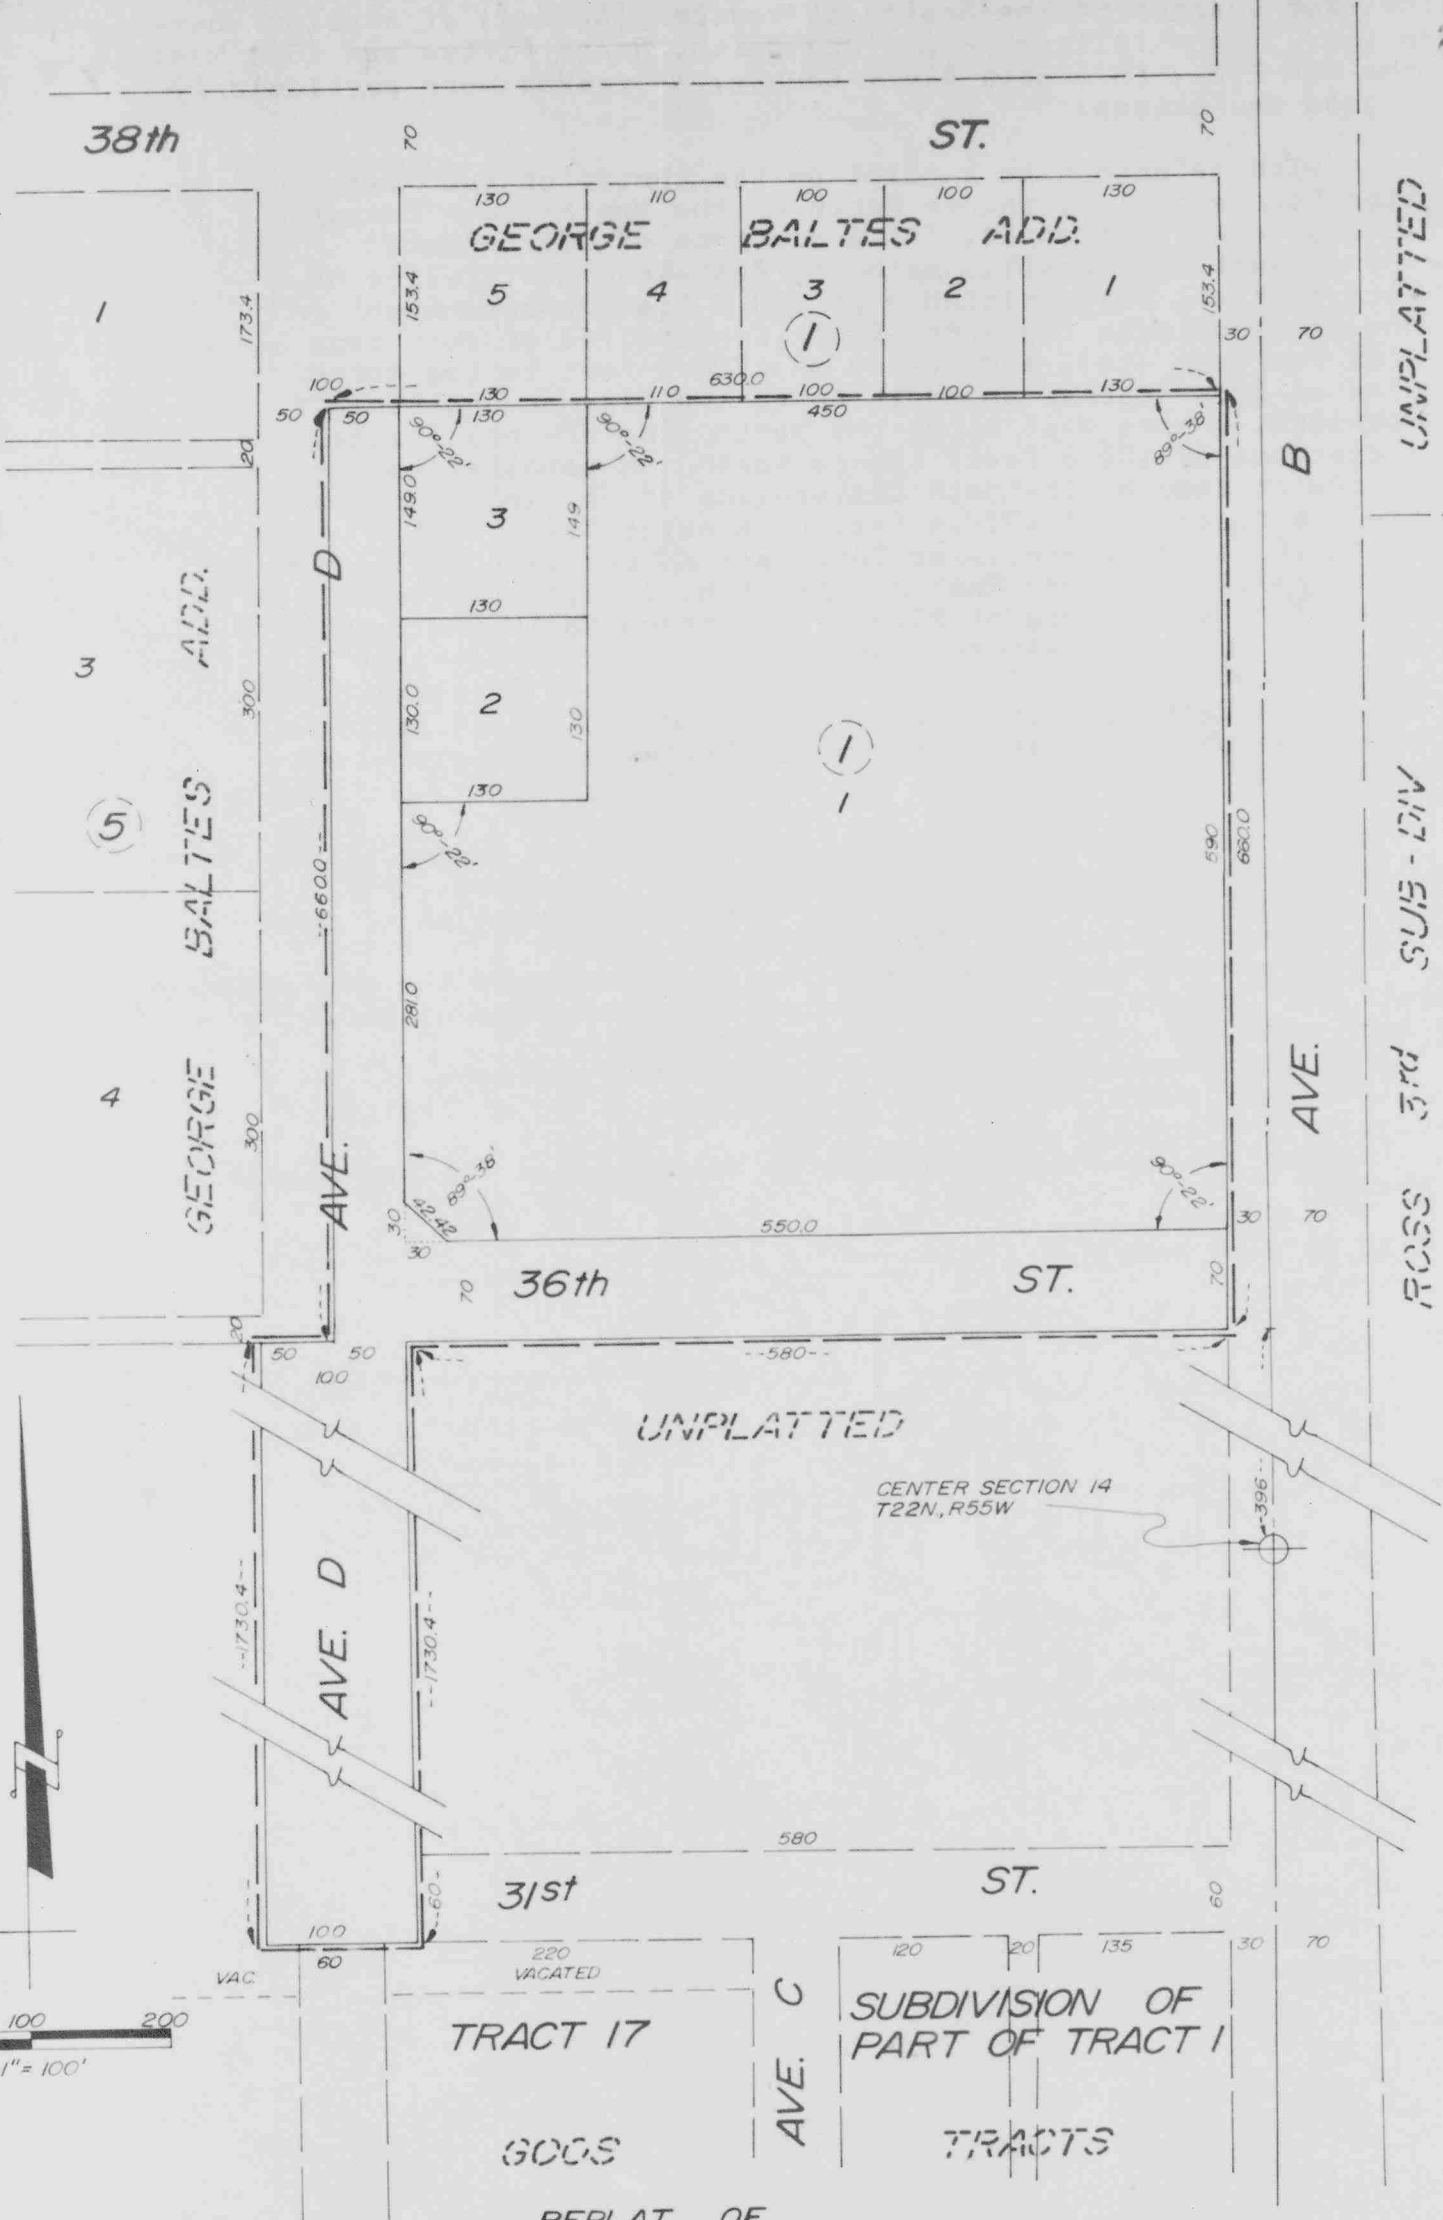 38th ST.
70
70
130 110 100 100 130
GEORGE BALTES ADD.
5 4 3 2 1
1
173.4
153.4
153.4
1
30 70
UNPLATTED
100
630.0
130 110 100 100 130
50 50
130
450
90°-22'
90°-22'
89°-38'
20
149.0
3
149
B
D
130
ADD.
3
300
130.0
2
130
130
1
1
5
BALTES
90°-22'
--660.0--
590
660.0
SUB-DIV
281.0
AVE.
3rd
4
GEORGE
300
AVE.
89°-38'
90°-22'
42.42
30
30
550.0
30 70
ROSS
70
36th ST.
70
20
50 50
100
--580--
UNPLATTED
CENTER SECTION 14
T22N., R55W
--396--
AVE. D
--1730.4--
--1730.4--
580
31st ST.
-60-
60
100
60
220
VACATED
VAC.
120 20 135
30 70
100 200
1"= 100'
TRACT 17
AVE. C
SUBDIVISION OF
PART OF TRACT 1
GOOS TRACTS
REPLAT OF